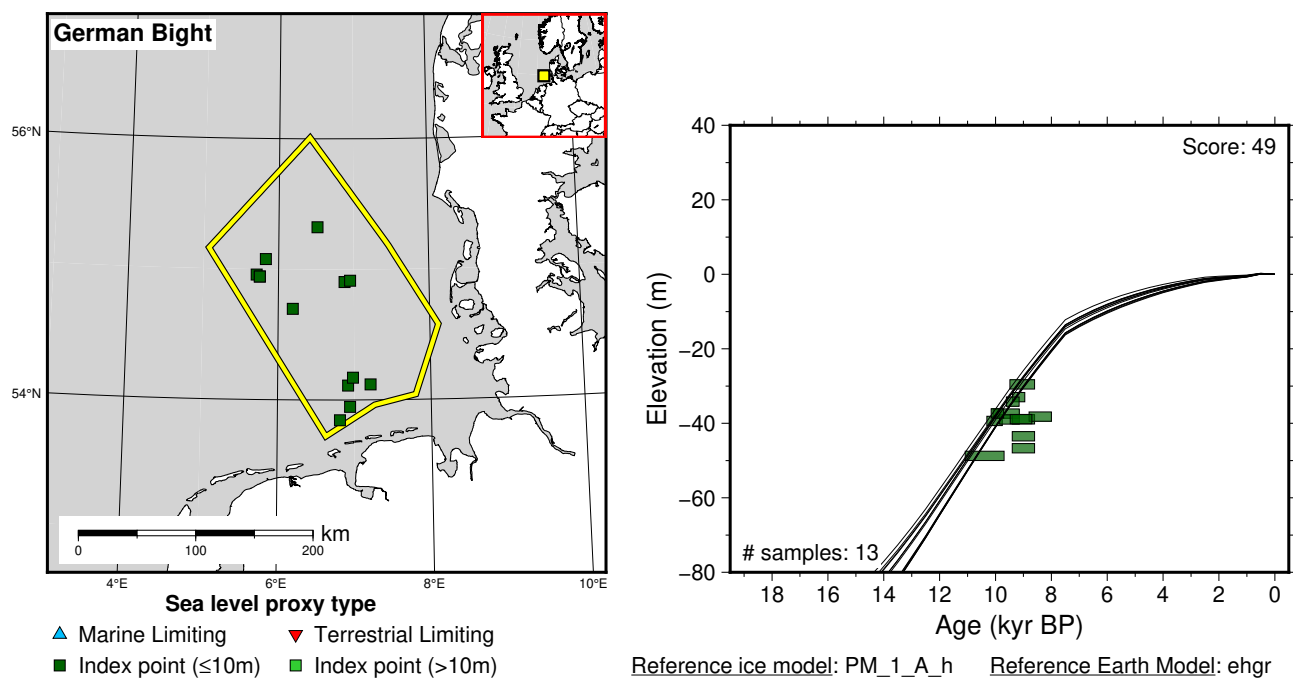 German Bight
56°N
54°N
km
0 100 200
4°E 6°E 8°E 10°E
Sea level proxy type
Marine Limiting
Terrestrial Limiting
Index point (≤10m)
Index point (>10m)
Score: 49
40
20
0
−20
−40
−60
−80
Elevation (m)
# samples: 13
18 16 14 12 10 8 6 4 2 0
Age (kyr BP)
Reference ice model: PM_1_A_h
Reference Earth Model: ehgr